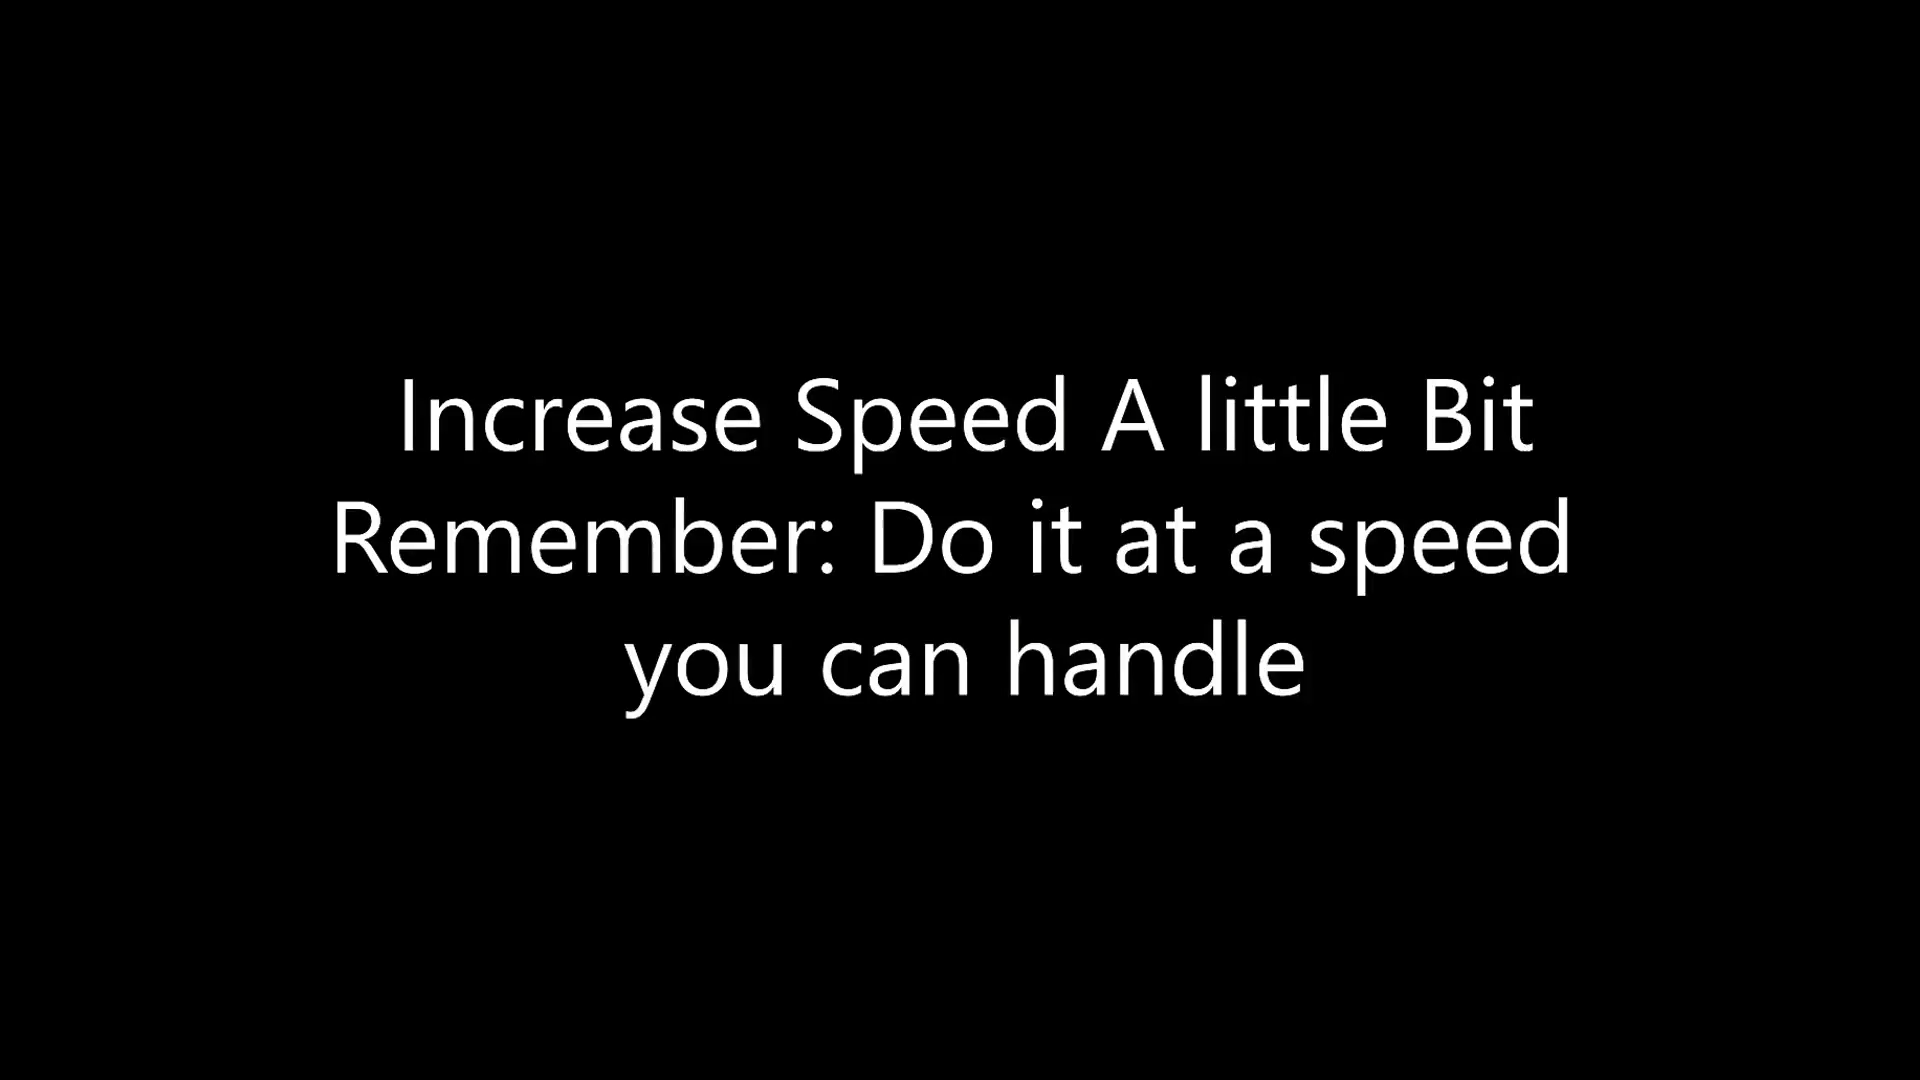 Increase Speed A little Bit
Remember: Do it at a speed
you can handle